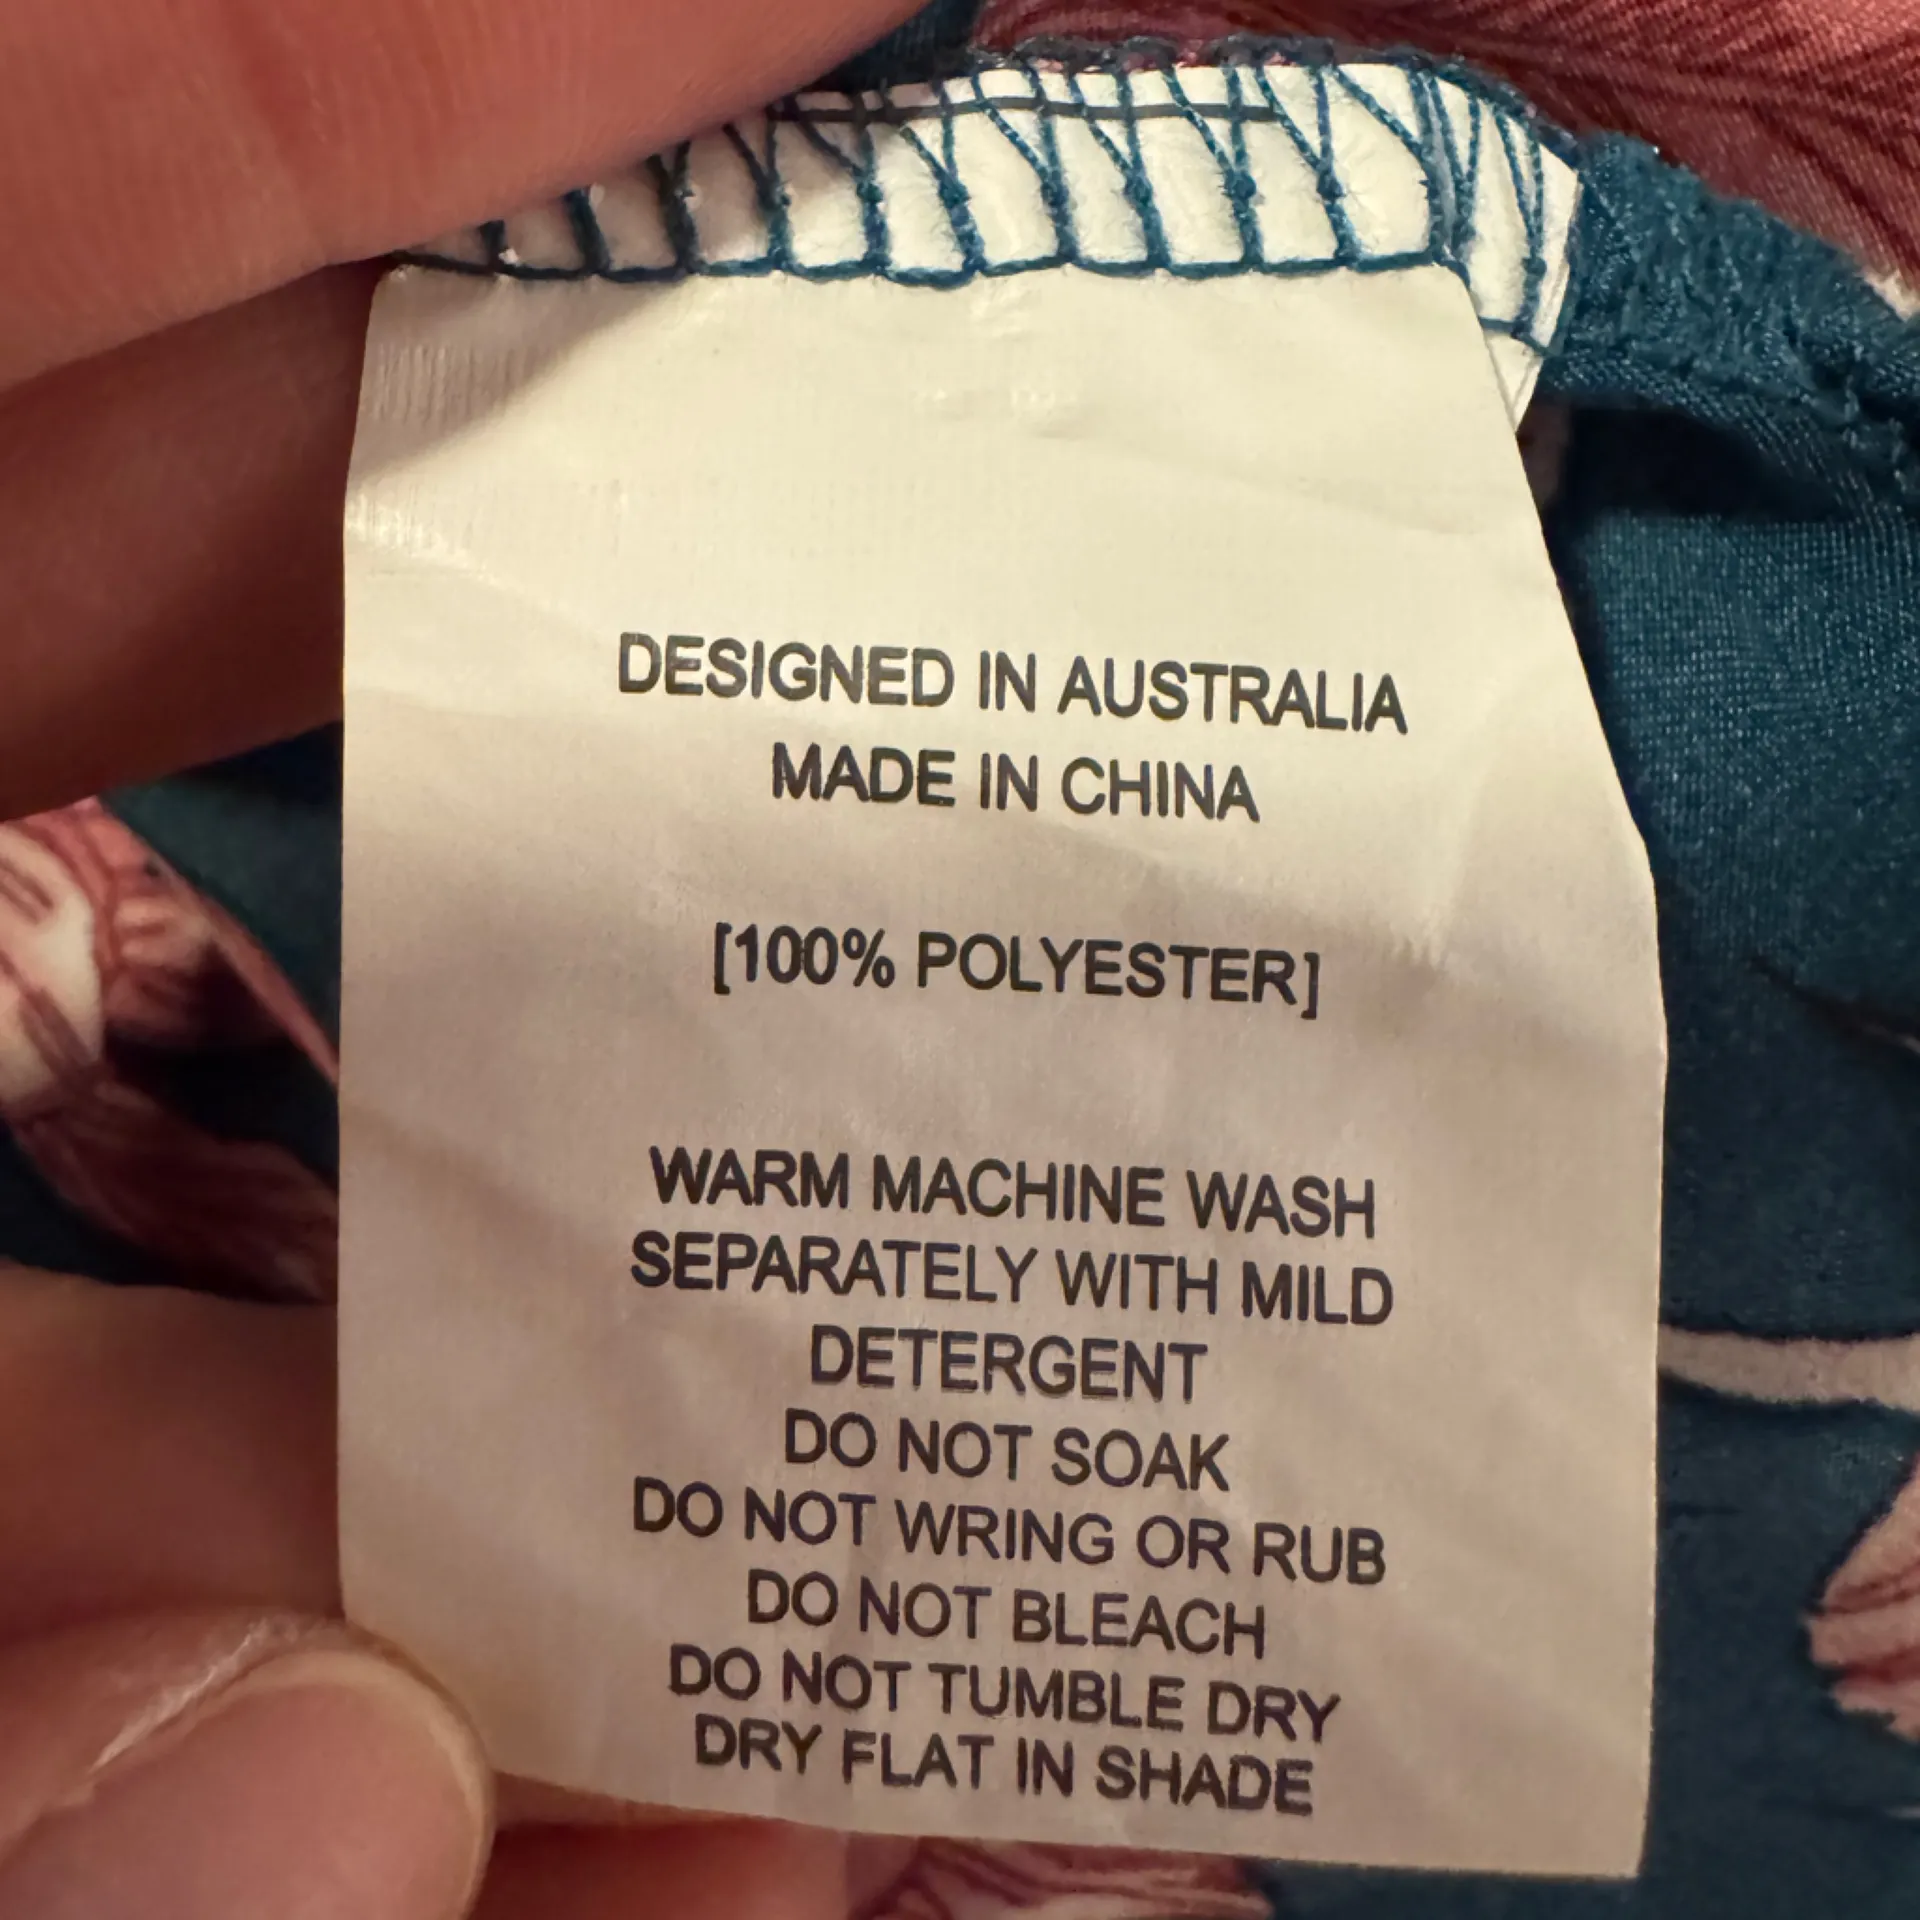 DESIGNED IN AUSTRALIA
MADE IN CHINA
[100% POLYESTER]
WARM MACHINE WASH
SEPARATELY WITH MILD
DETERGENT
DO NOT SOAK
DO NOT WRING OR RUB
DO NOT BLEACH
DO NOT TUMBLE DRY
DRY FLAT IN SHADE